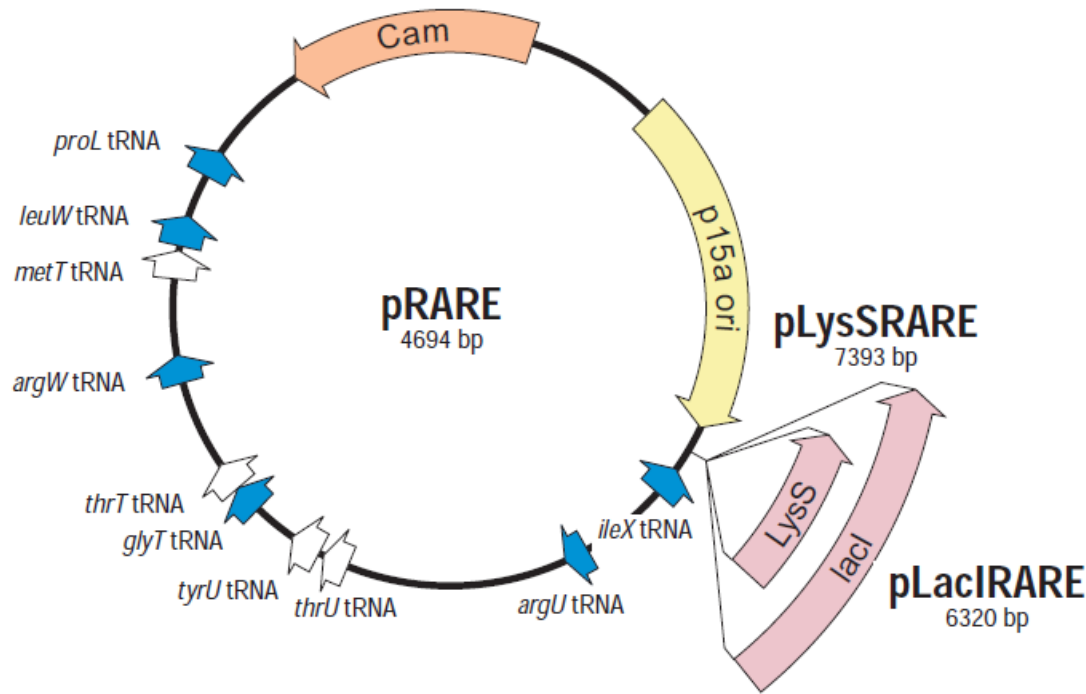 Cam
proL tRNA
leuW tRNA
metT tRNA
argW tRNA
thrT tRNA
glyT tRNA
tyrU tRNA
thrU tRNA
argU tRNA
ileX tRNA
p15a ori
pRARE
4694 bp
pLysSRARE
7393 bp
LysS
lacI
pLacIRARE
6320 bp